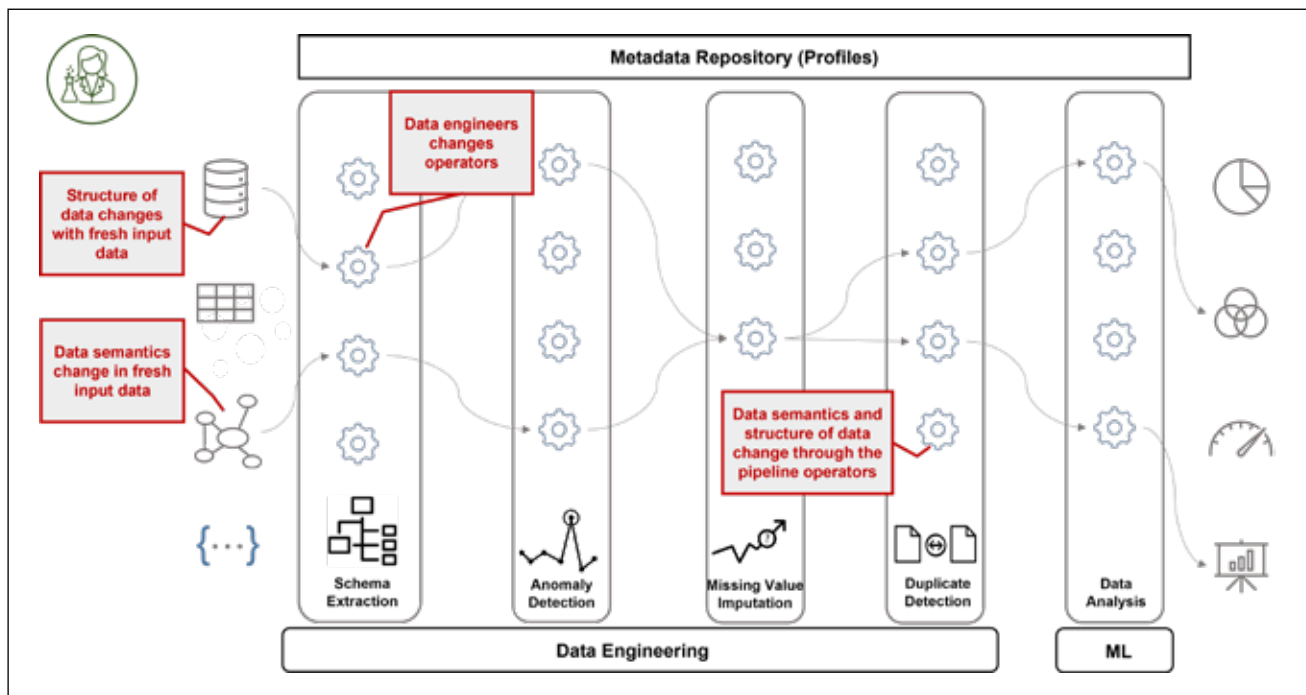 Metadata Repository (Profiles)
Data engineers
changes
operators
Structure of
data changes
with fresh input
data
Data semantics
change in fresh
input data
Data semantics and
structure of data
change through the
pipeline operators
{...}
?
Schema
Extraction
Anomaly
Detection
Missing Value
Imputation
Duplicate
Detection
Data
Analysis
Data Engineering
ML